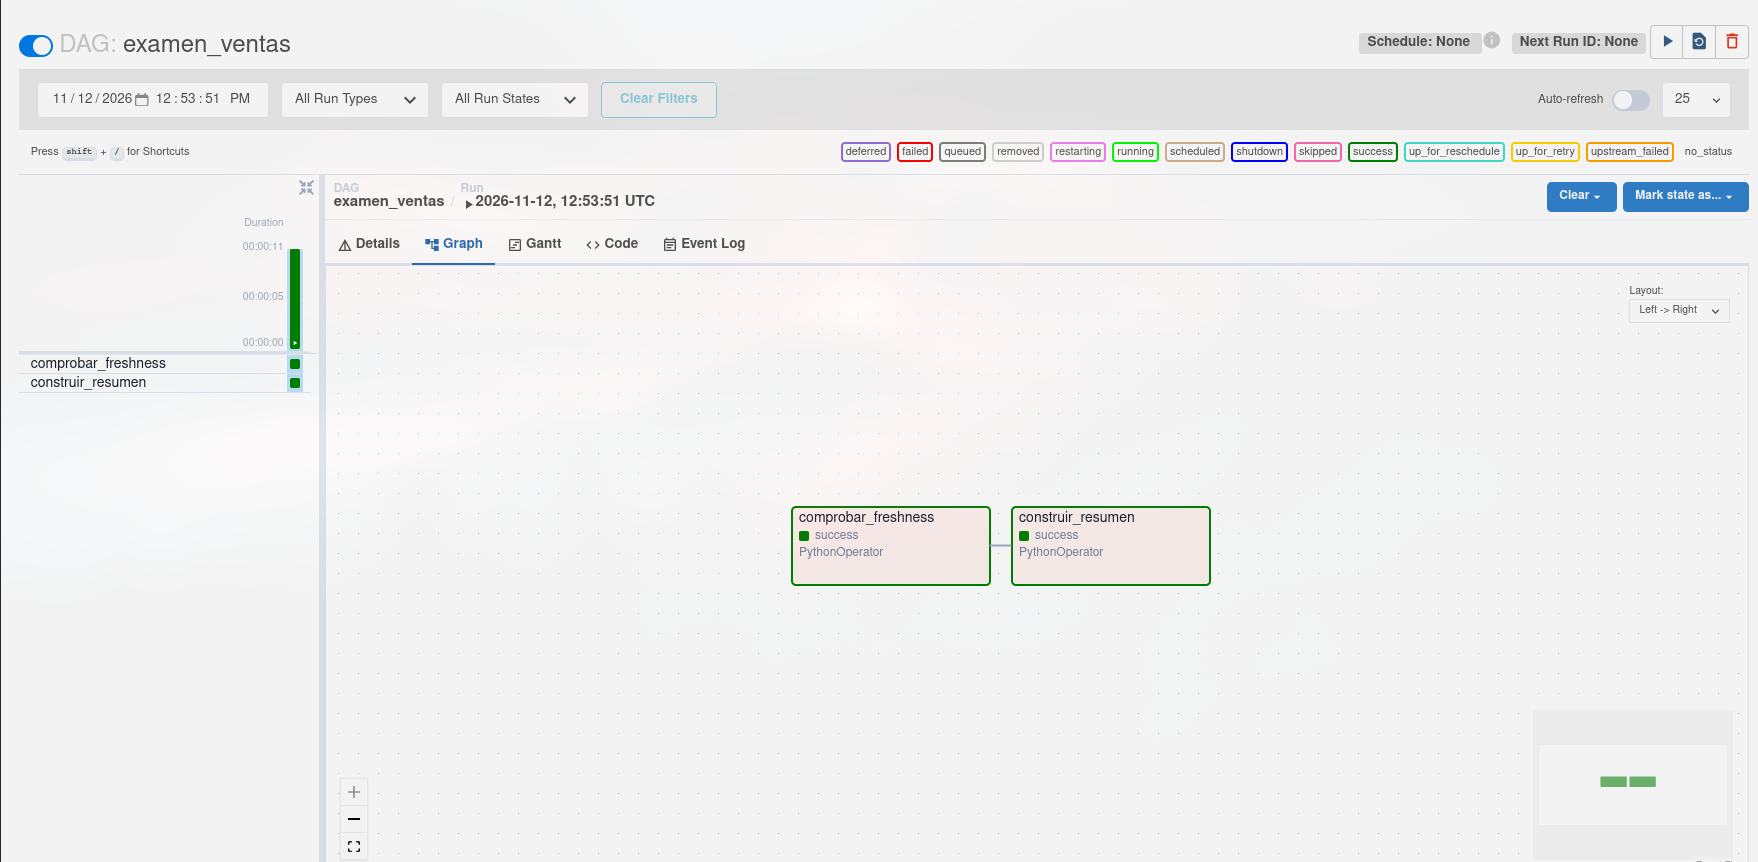 DAG: examen_ventas
Schedule: None
Next Run ID: None
11 / 12 / 2026 12 : 53 : 51 PM
All Run Types
All Run States
Clear Filters
Auto-refresh
25
Press shift + / for Shortcuts
deferred failed queued removed restarting running scheduled shutdown skipped success up_for_reschedule up_for_retry upstream_failed no_status
DAG
examen_ventas
/
Run
2026-11-12, 12:53:51 UTC
Clear
Mark state as...
Duration
00:00:11
00:00:05
00:00:00
comprobar_freshness
construir_resumen
Details
Graph
Gantt
Code
Event Log
Layout:
Left -> Right
comprobar_freshness
success
PythonOperator
construir_resumen
success
PythonOperator